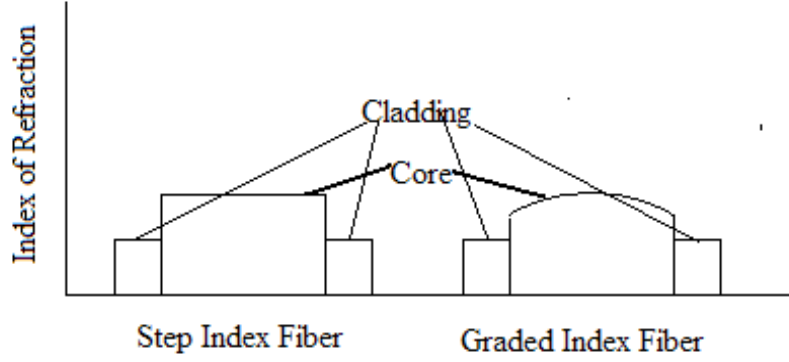 Index of Refraction
Cladding
Core
Step Index Fiber
Graded Index Fiber